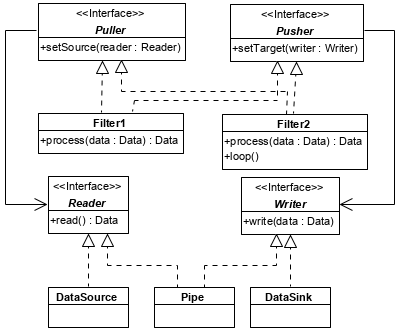 <<Interface>>
Puller
+setSource(reader : Reader)
<<Interface>>
Pusher
+setTarget(writer : Writer)
Filter1
+process(data : Data) : Data
Filter2
+process(data : Data) : Data
+loop()
<<Interface>>
Reader
+read() : Data
<<Interface>>
Writer
+write(data : Data)
DataSource
Pipe
DataSink